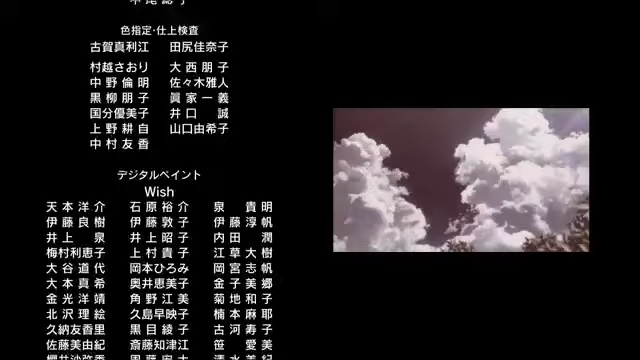 色指定・仕上検査
古賀真利江 田尻佳奈子
村越さおり 大西朋子
中野倫明 佐々木雅人
黒柳朋子 眞家一義
国分優美子 井口 誠
上野耕自 山口由希子
中村友香
デジタルペイント
Wish
天本洋介 石原裕介 泉 貴明
伊藤良樹 伊藤敦子 伊藤淳帆
井上 泉 井上昭子 内田 潤
梅村利恵子 上村貴子 江草大樹
大谷道代 岡本ひろみ 岡宮志帆
大本真希 奥井恵美子 金子美郷
金光洋靖 角野江美 菊地和子
北沢理絵 久島早映子 楠本麻耶
久納友香里 黒目綾子 古河寿子
佐藤美由紀 斎藤知津江 笹 愛美